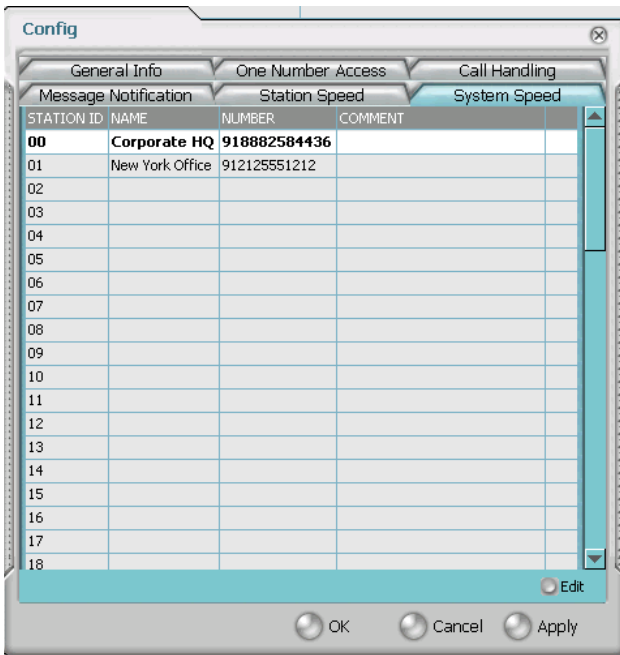 Config
General Info One Number Access Call Handling
Message Notification Station Speed System Speed
STATION ID NAME NUMBER COMMENT
00 Corporate HQ 918882584436
01 New York Office 912125551212
02
03
04
05
06
07
08
09
10
11
12
13
14
15
16
17
18
Edit
OK Cancel Apply